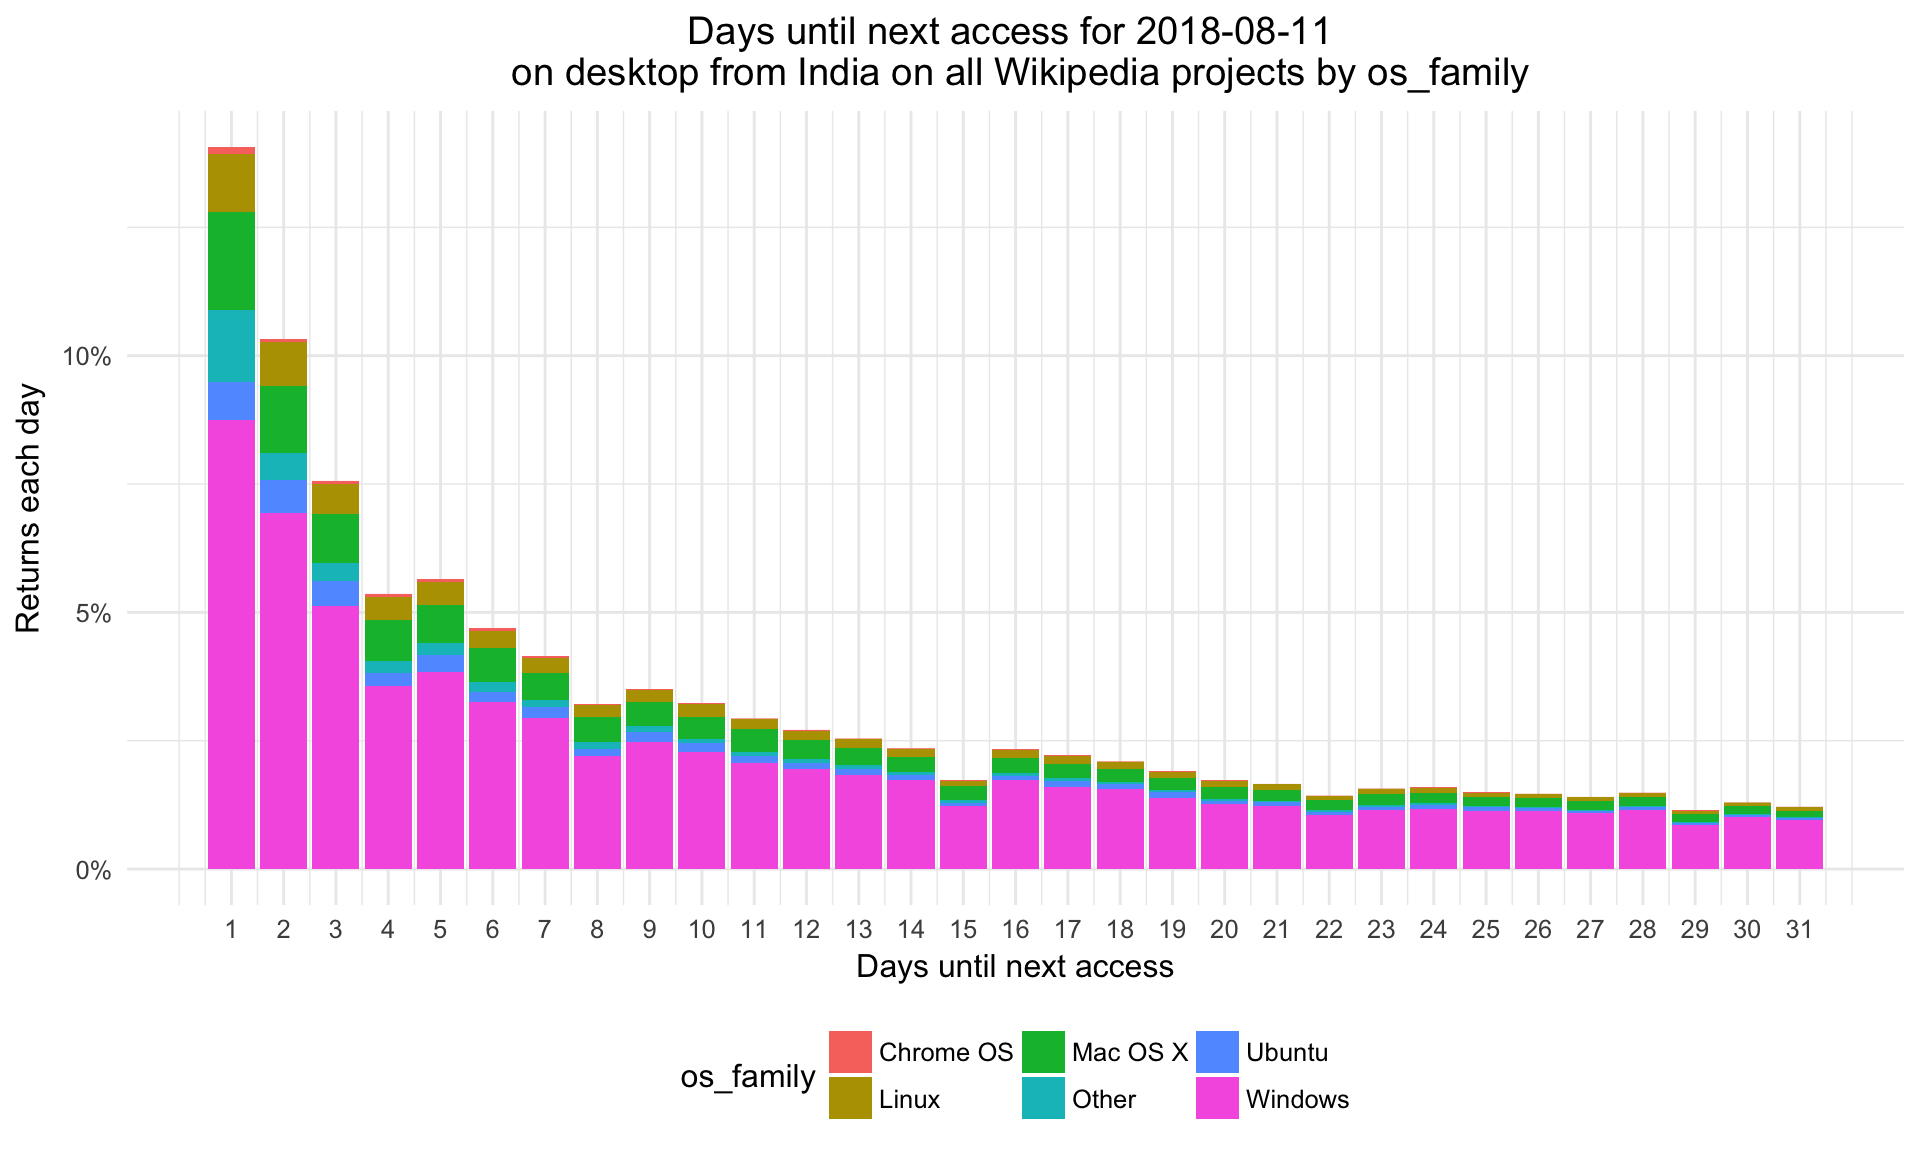 Days until next access for 2018-08-11
on desktop from India on all Wikipedia projects by os_family
Returns each day
10%
5%
0%
1 2 3 4 5 6 7 8 9 10 11 12 13 14 15 16 17 18 19 20 21 22 23 24 25 26 27 28 29 30 31
Days until next access
os_family
Chrome OS Mac OS X Ubuntu
Linux Other Windows